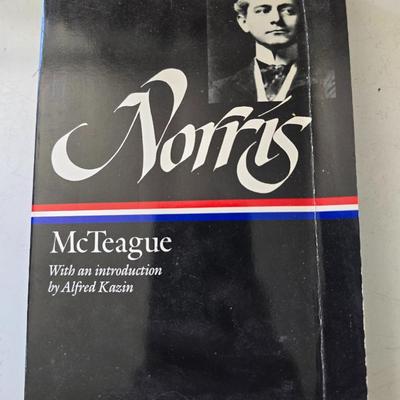 Norris
McTeague
With an introduction
by Alfred Kazin